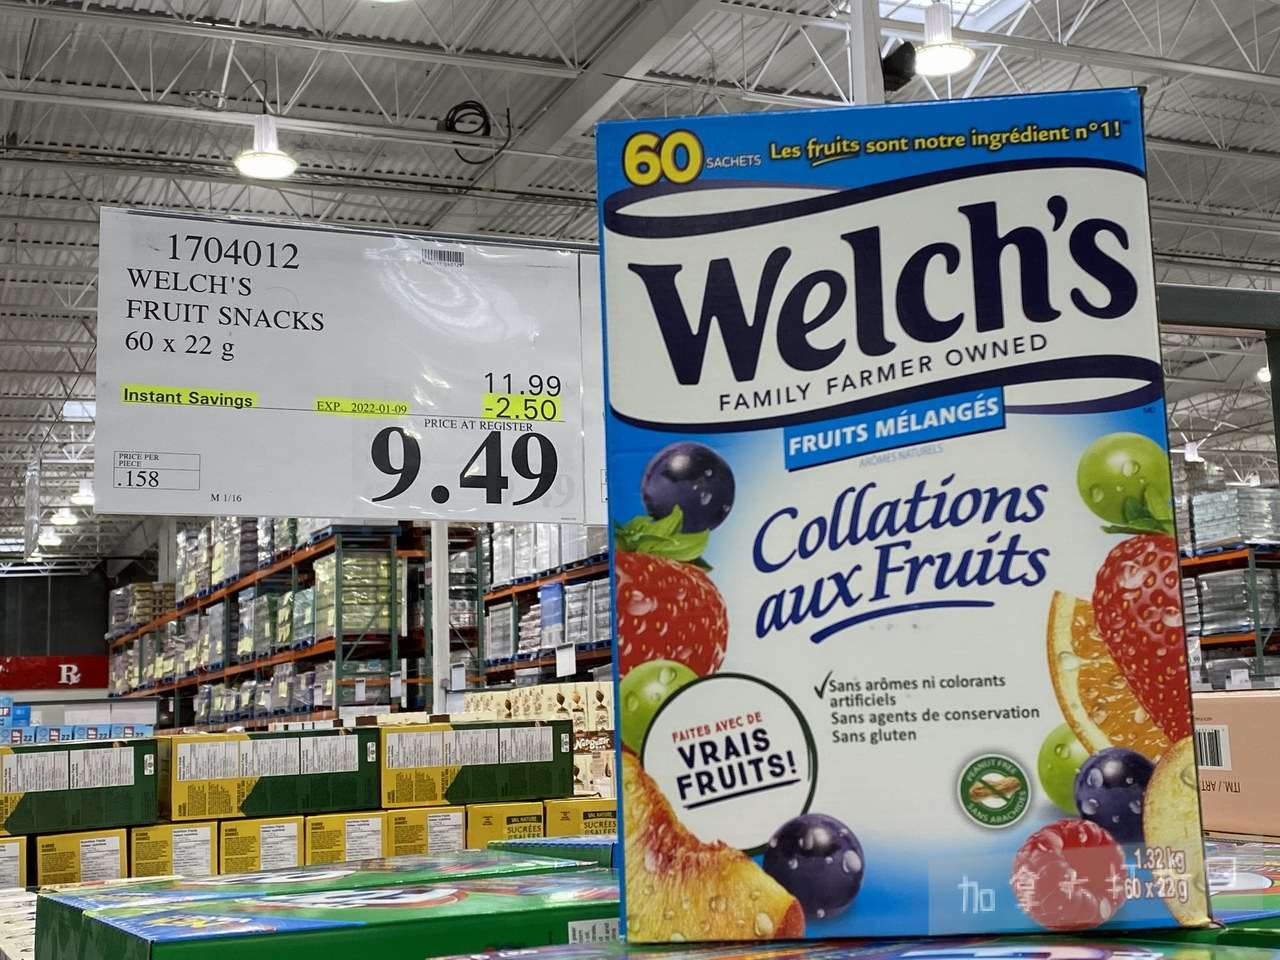 1704012
WELCH'S
FRUIT SNACKS
60 x 22 g
11.99
Instant Savings
EXP. 2022-01-09
-2.50
PRICE AT REGISTER
9.49
PRICE PER
PIECE
.158
M 1/16
60 SACHETS Les fruits sont notre ingrédient n°1!
Welch's
FAMILY FARMER OWNED
FRUITS MÉLANGÉS
ARÔMES NATURELS
Collations
aux Fruits
Sans arômes ni colorants
artificiels
Sans agents de conservation
Sans gluten
FAITES AVEC DE
VRAIS
FRUITS!
PEANUT FREE
SANS ARACHIDES
1.32 kg
60 x 22 g
加拿大
VAL NATURE
SUCRÉES